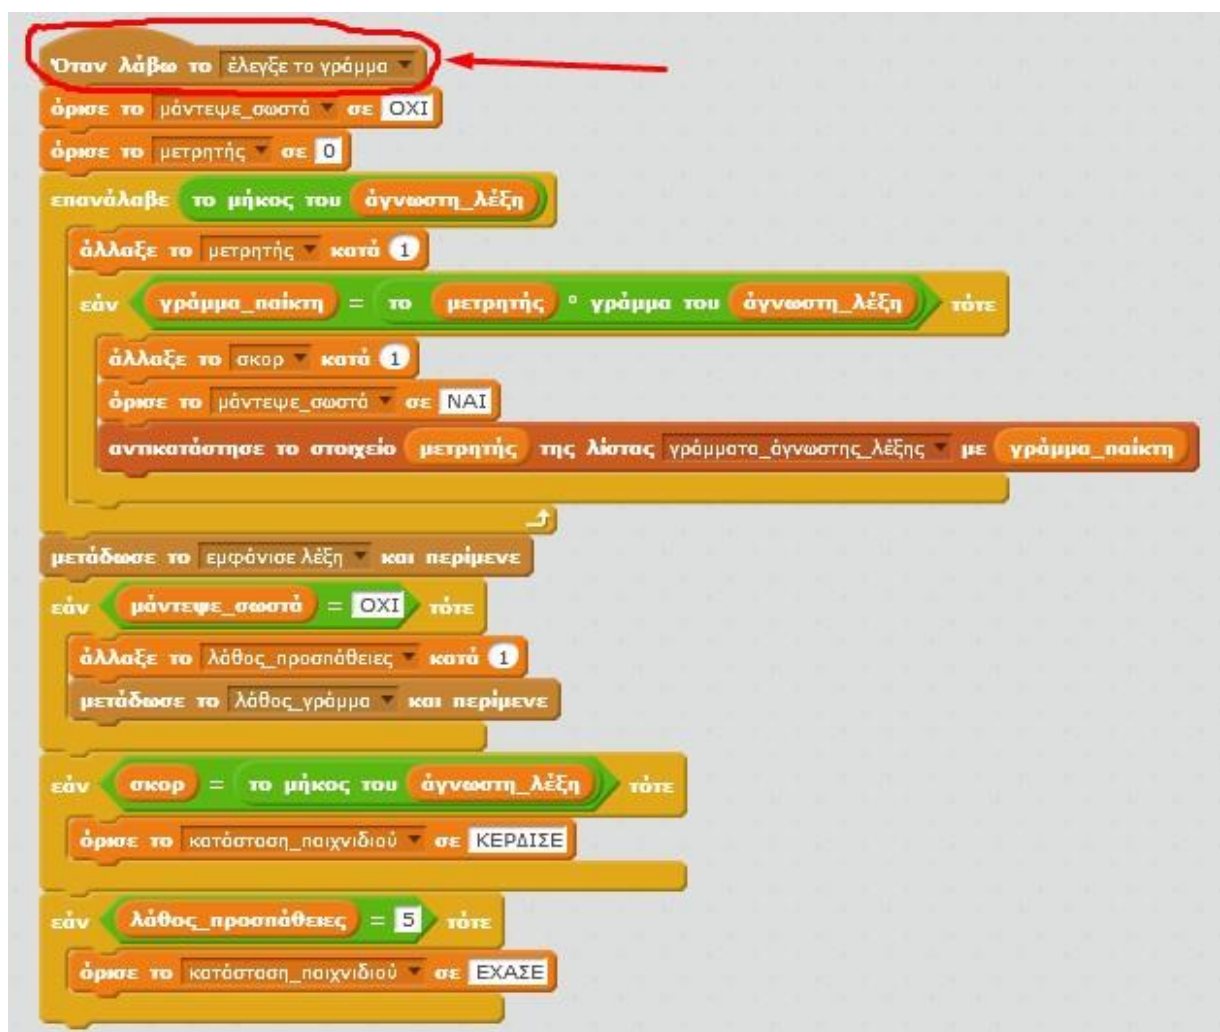 Όταν λάβω το έλεγξε το γράμμα
όρισε το μάντεψε_σωστά σε ΟΧΙ
όρισε το μετρητής σε 0
επανάλαβε το μήκος του άγνωστη_λέξη
άλλαξε το μετρητής κατά 1
εάν γράμμα_παίκτη = το μετρητής ° γράμμα του άγνωστη_λέξη τότε
άλλαξε το σκορ κατά 1
όρισε το μάντεψε_σωστά σε ΝΑΙ
αντικατάστησε το στοιχείο μετρητής της λίστας γράμματα_άγνωστης_λέξης με γράμμα_παίκτη
μετάδωσε το εμφάνισε λέξη και περίμενε
εάν μάντεψε_σωστά = ΟΧΙ τότε
άλλαξε το λάθος_προσπάθειες κατά 1
μετάδωσε το λάθος_γράμμα και περίμενε
εάν σκορ = το μήκος του άγνωστη_λέξη τότε
όρισε το κατάσταση_παιχνιδιού σε ΚΕΡΔΙΣΕ
εάν λάθος_προσπάθειες = 5 τότε
όρισε το κατάσταση_παιχνιδιού σε ΕΧΑΣΕ